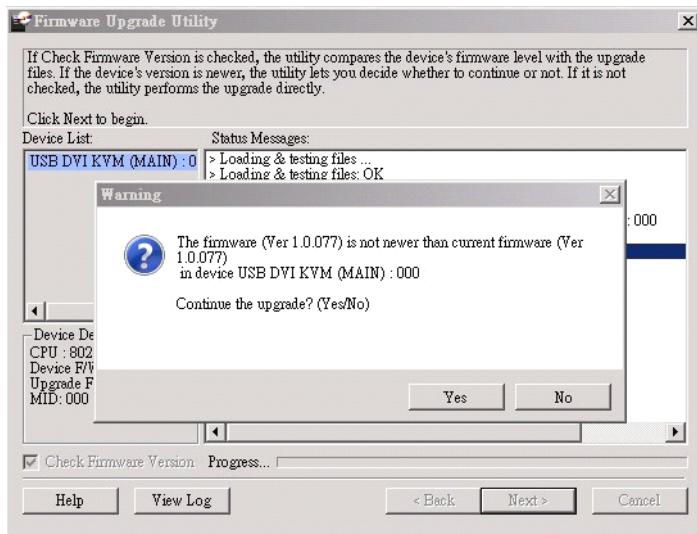 Firmware Upgrade Utility
If Check Firmware Version is checked, the utility compares the device's firmware level with the upgrade
files. If the device's version is newer, the utility lets you decide whether to continue or not. If it is not
checked, the utility performs the upgrade directly.
Click Next to begin.
Device List:
Status Messages:
USB DVI KVM (MAIN) : 0
> Loading & testing files ...
> Loading & testing files: OK
: 000
Warning
The firmware (Ver 1.0.077) is not newer than current firmware (Ver
1.0.077)
in device USB DVI KVM (MAIN) : 000
Continue the upgrade? (Yes/No)
Yes
No
Device De
CPU : 802
Device F/
Upgrade F
MID: 000
Check Firmware Version
Progress...
Help
View Log
< Back
Next >
Cancel